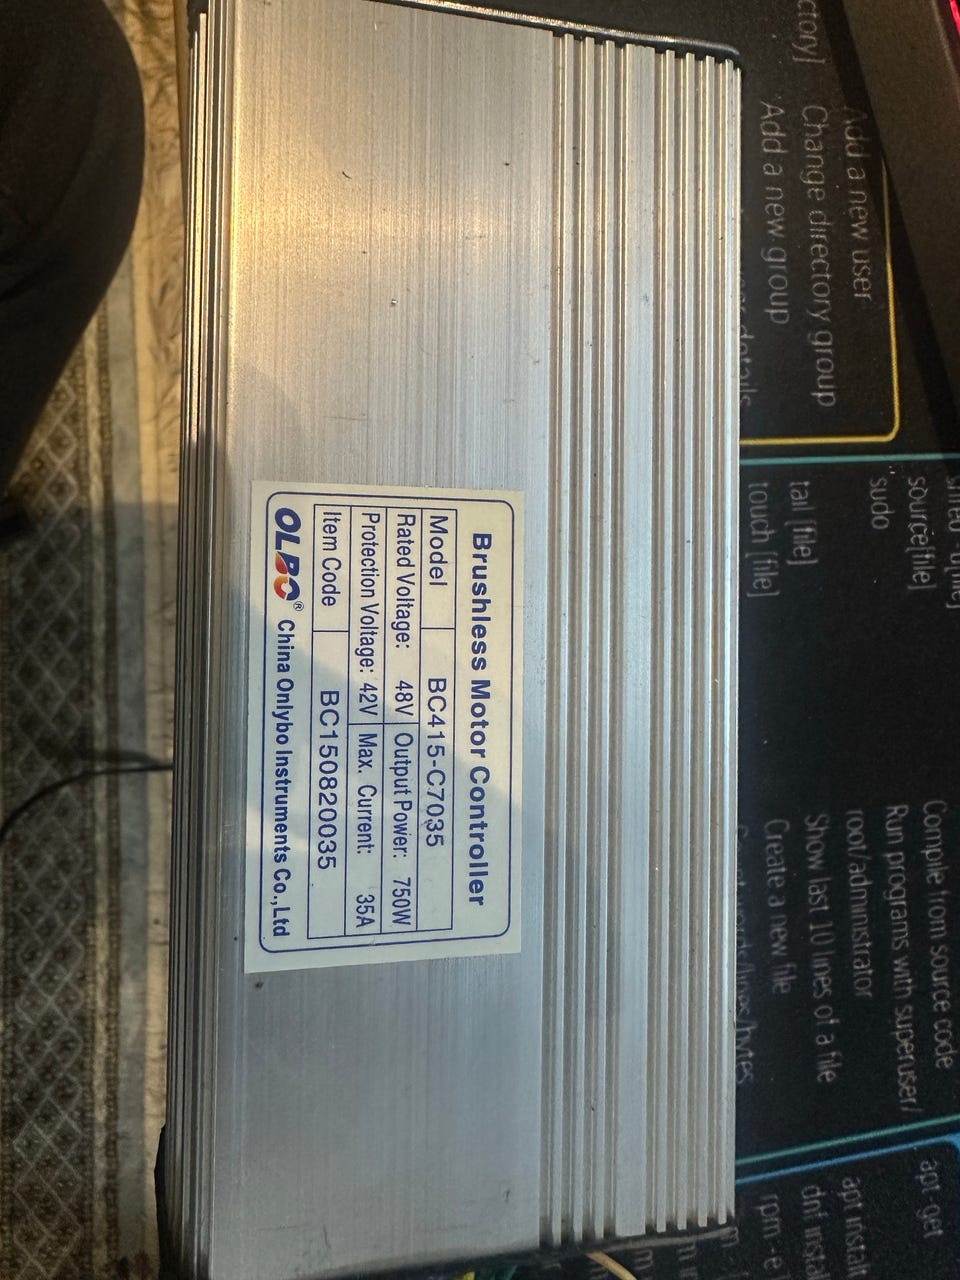 Brushless Motor Controller
Model BC415-C7035
Rated Voltage: 48V Output Power: 750W
Protection Voltage: 42V Max. Current: 35A
Item Code BC150820035
OLBO® China Onlybo Instruments Co.,Ltd
Add a new user
ctory] Change directory group
Add a new group
source[file] Compile from source code
sudo Run programs with superuser/
root/administrator
tail [file] Show last 10 lines of a file
touch [file] Create a new file
apt-get
apt install
dnf instal
rpm -e